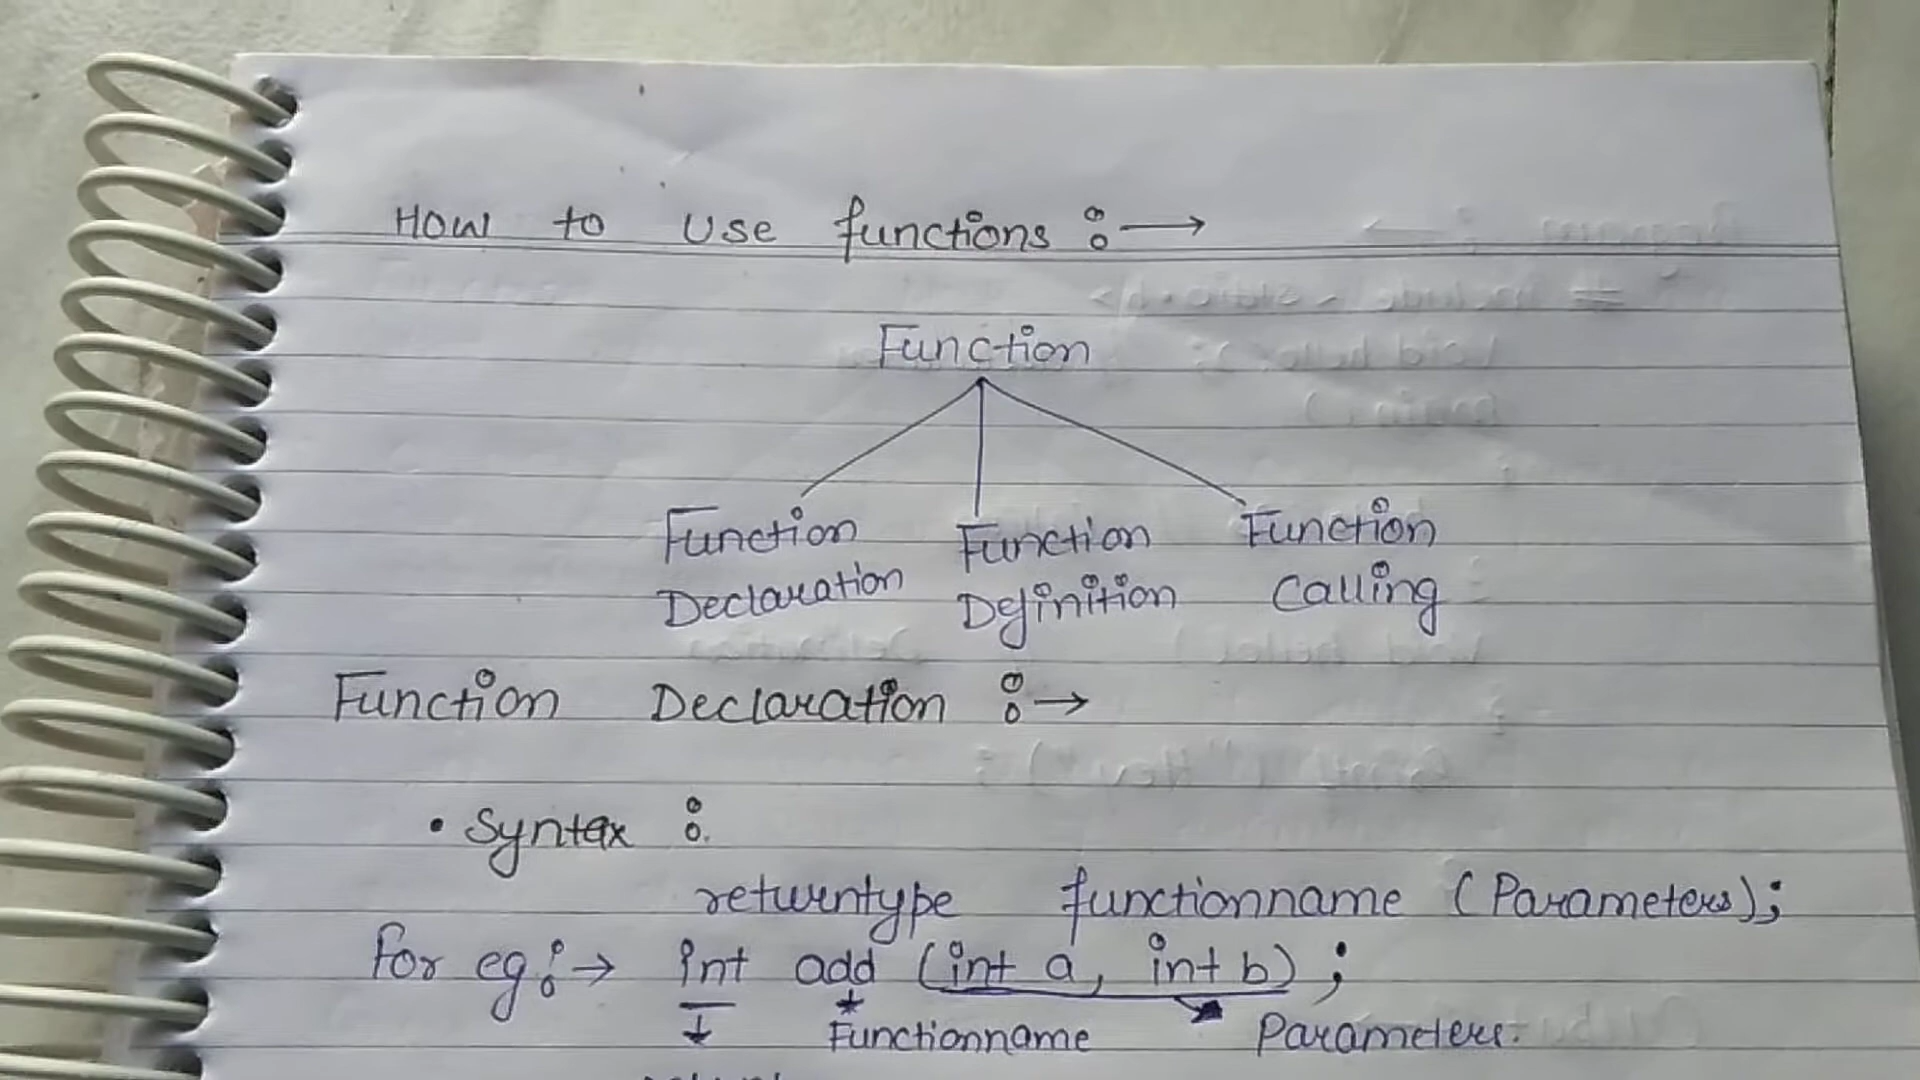 How to Use functions :→
Function
Function Function Function
Declaration Definition Calling
Function Declaration :→
• Syntax :
returntype functionname (Parameters);
for eg:→ int add (int a, int b);
Functionname Parameters.